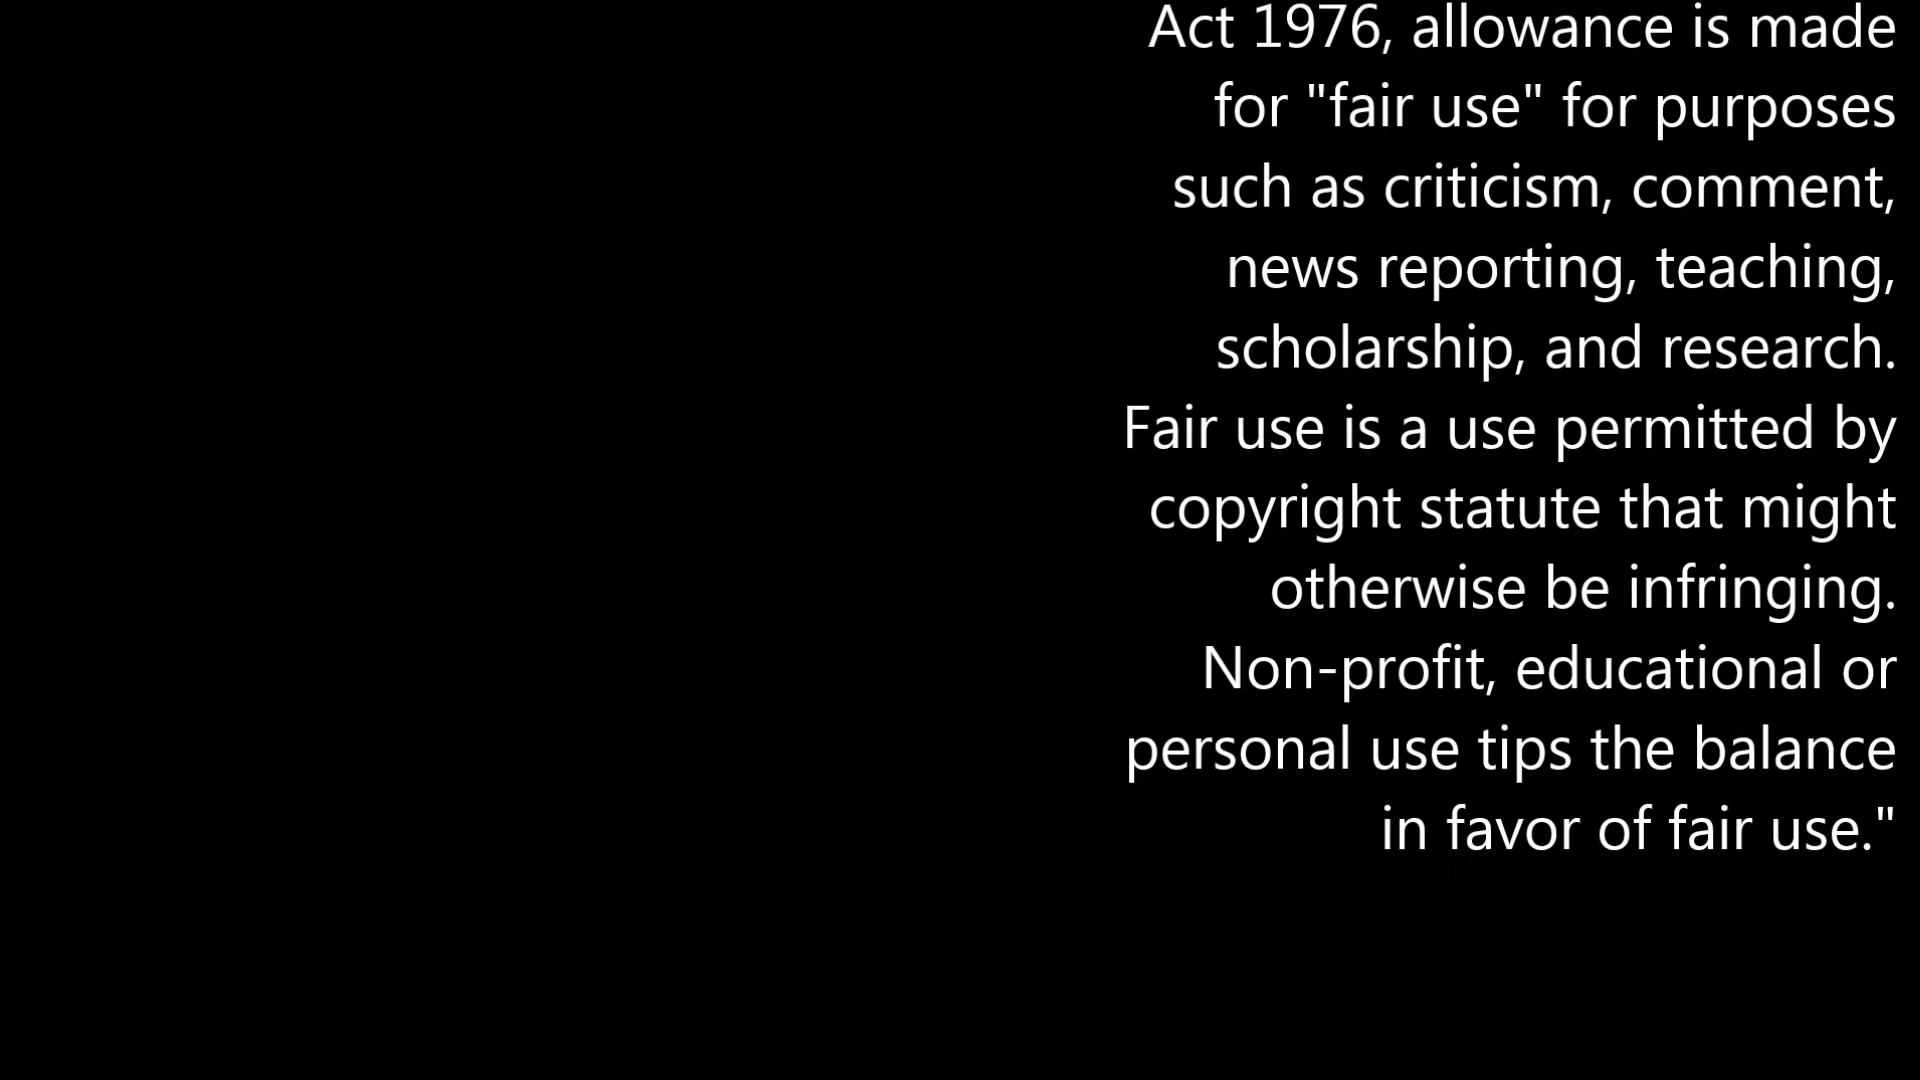 Act 1976, allowance is made
for "fair use" for purposes
such as criticism, comment,
news reporting, teaching,
scholarship, and research.
Fair use is a use permitted by
copyright statute that might
otherwise be infringing.
Non-profit, educational or
personal use tips the balance
in favor of fair use."